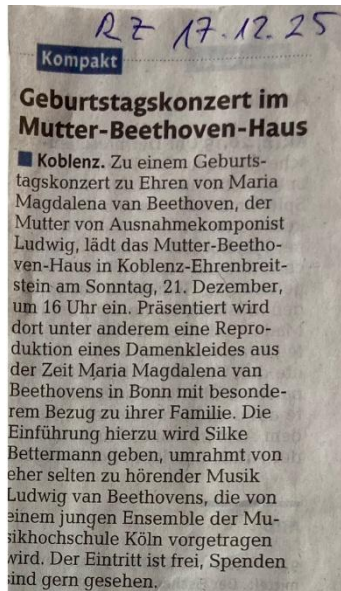 RZ 17.12.25
Kompakt
Geburtstagskonzert im
Mutter-Beethoven-Haus
Koblenz. Zu einem Geburts-
tagskonzert zu Ehren von Maria
Magdalena van Beethoven, der
Mutter von Ausnahmekomponist
Ludwig, lädt das Mutter-Beetho-
ven-Haus in Koblenz-Ehrenbreit-
stein am Sonntag, 21. Dezember,
um 16 Uhr ein. Präsentiert wird
dort unter anderem eine Repro-
duktion eines Damenkleides aus
der Zeit Maria Magdalena van
Beethovens in Bonn mit besonde-
rem Bezug zu ihrer Familie. Die
Einführung hierzu wird Silke
Bettermann geben, umrahmt von
eher selten zu hörender Musik
Ludwig van Beethovens, die von
einem jungen Ensemble der Mu-
sikhochschule Köln vorgetragen
wird. Der Eintritt ist frei, Spenden
sind gern gesehen.